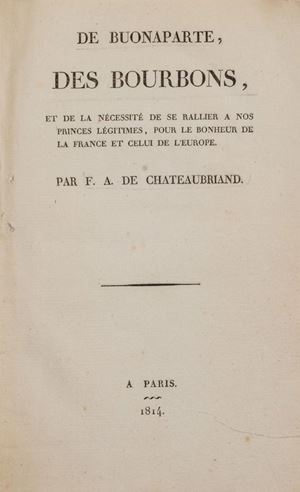 DE BUONAPARTE,
DES BOURBONS,
ET DE LA NÉCESSITÉ DE SE RALLIER A NOS
PRINCES LÉGITIMES, POUR LE BONHEUR DE
LA FRANCE ET CELUI DE L'EUROPE.
PAR F. A. DE CHATEAUBRIAND.
A PARIS.
1814.